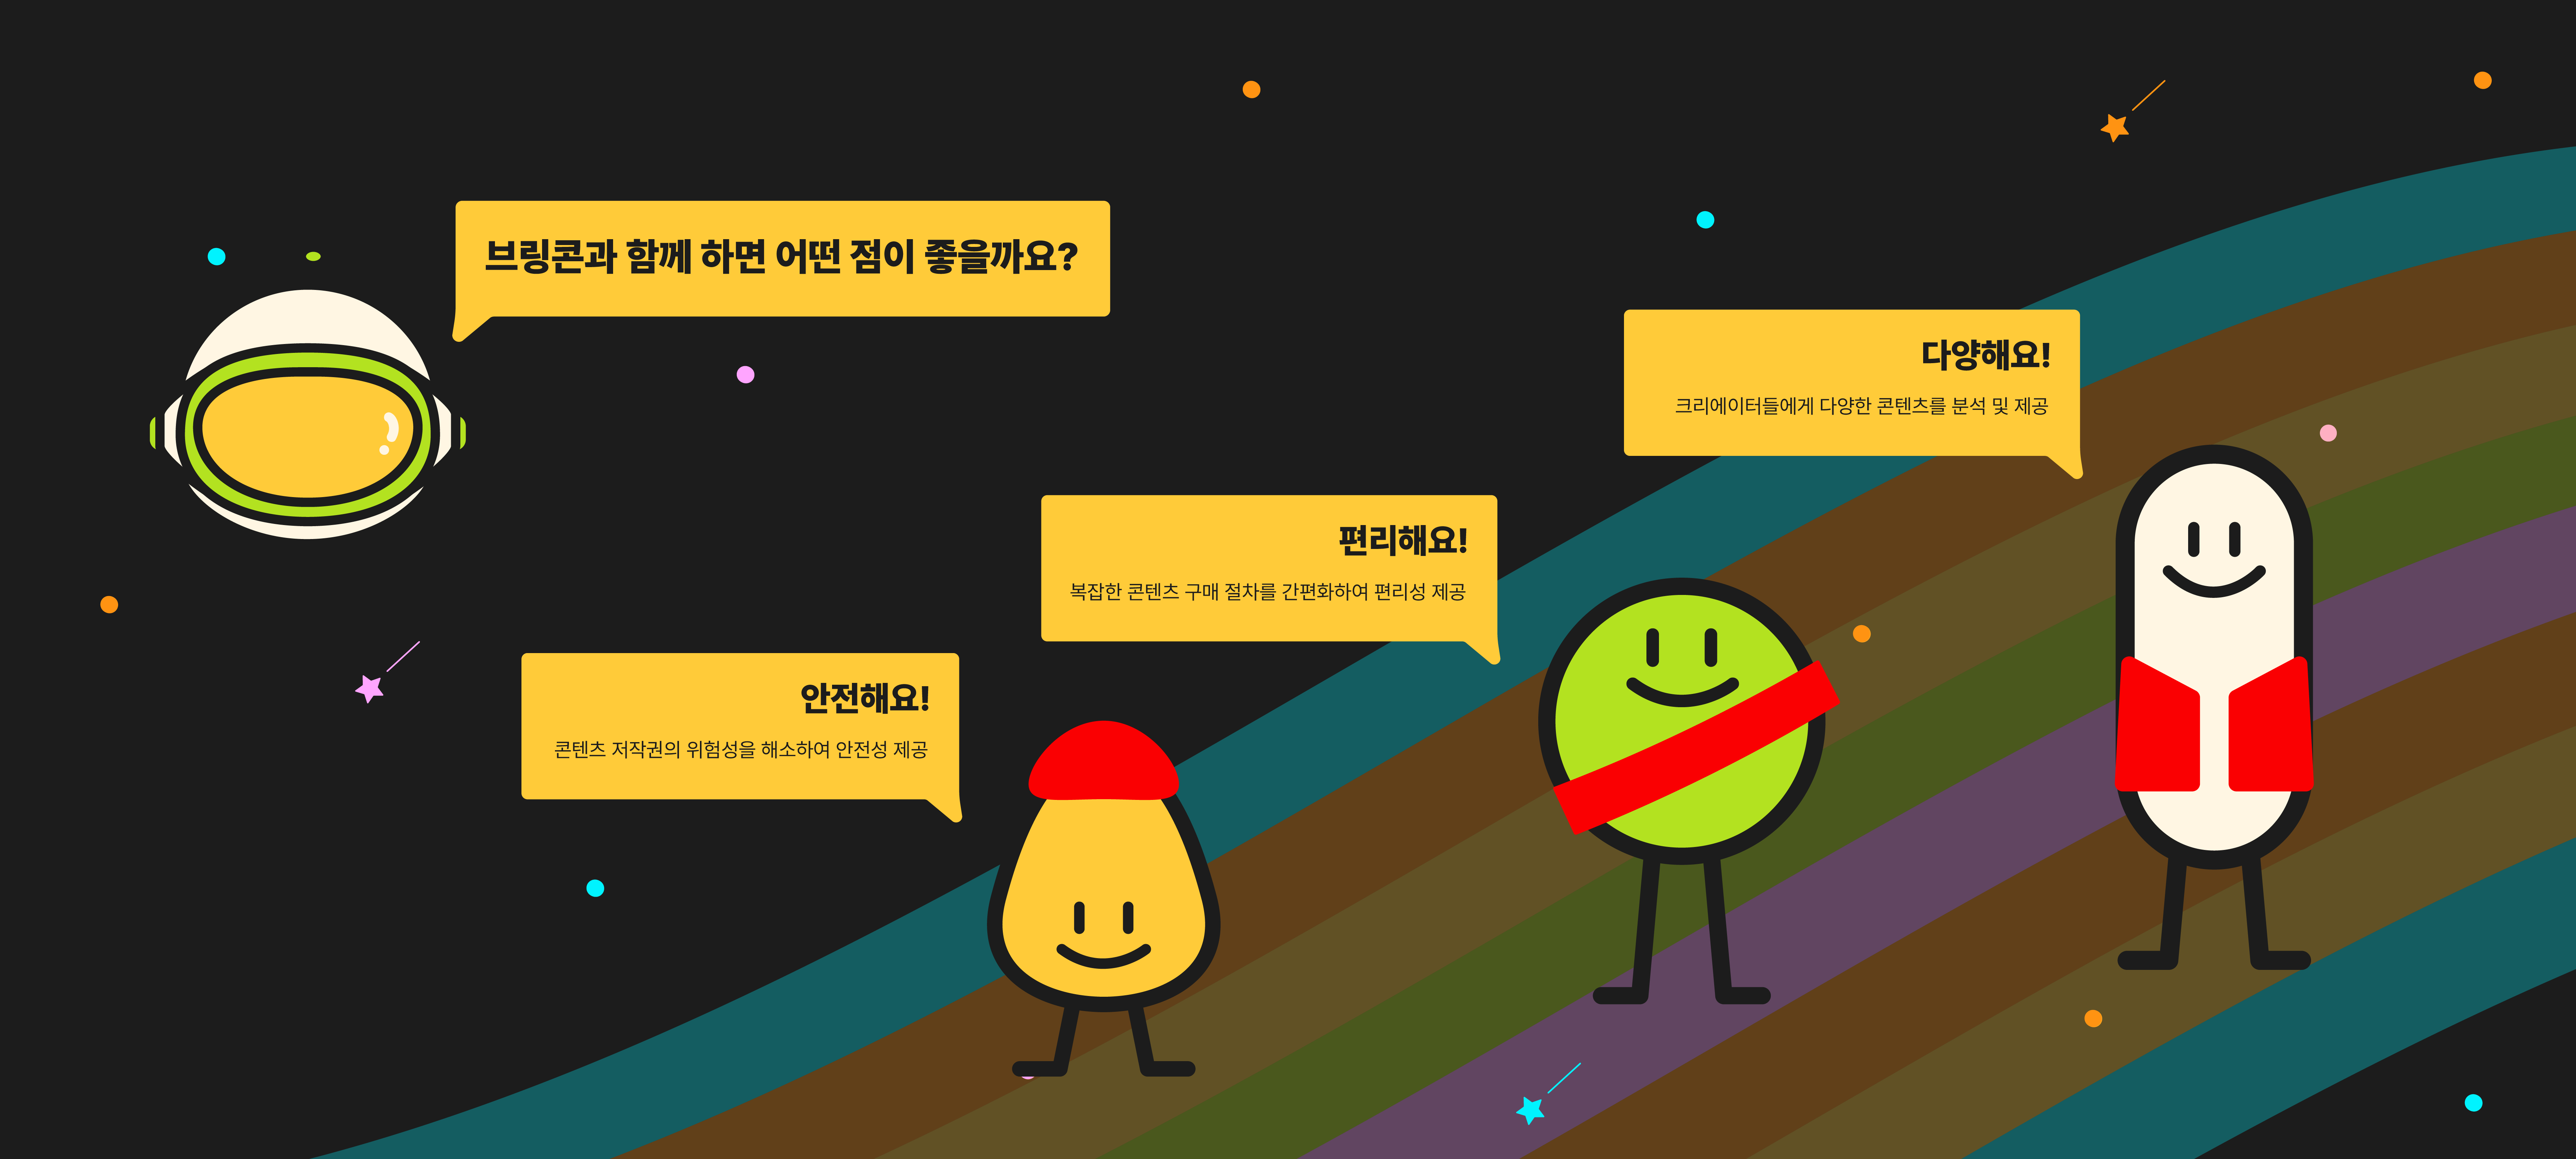 브링콘과 함께 하면 어떤 점이 좋을까요?
다양해요!
크리에이터들에게 다양한 콘텐츠를 분석 및 제공
편리해요!
복잡한 콘텐츠 구매 절차를 간편화하여 편리성 제공
안전해요!
콘텐츠 저작권의 위험성을 해소하여 안전성 제공